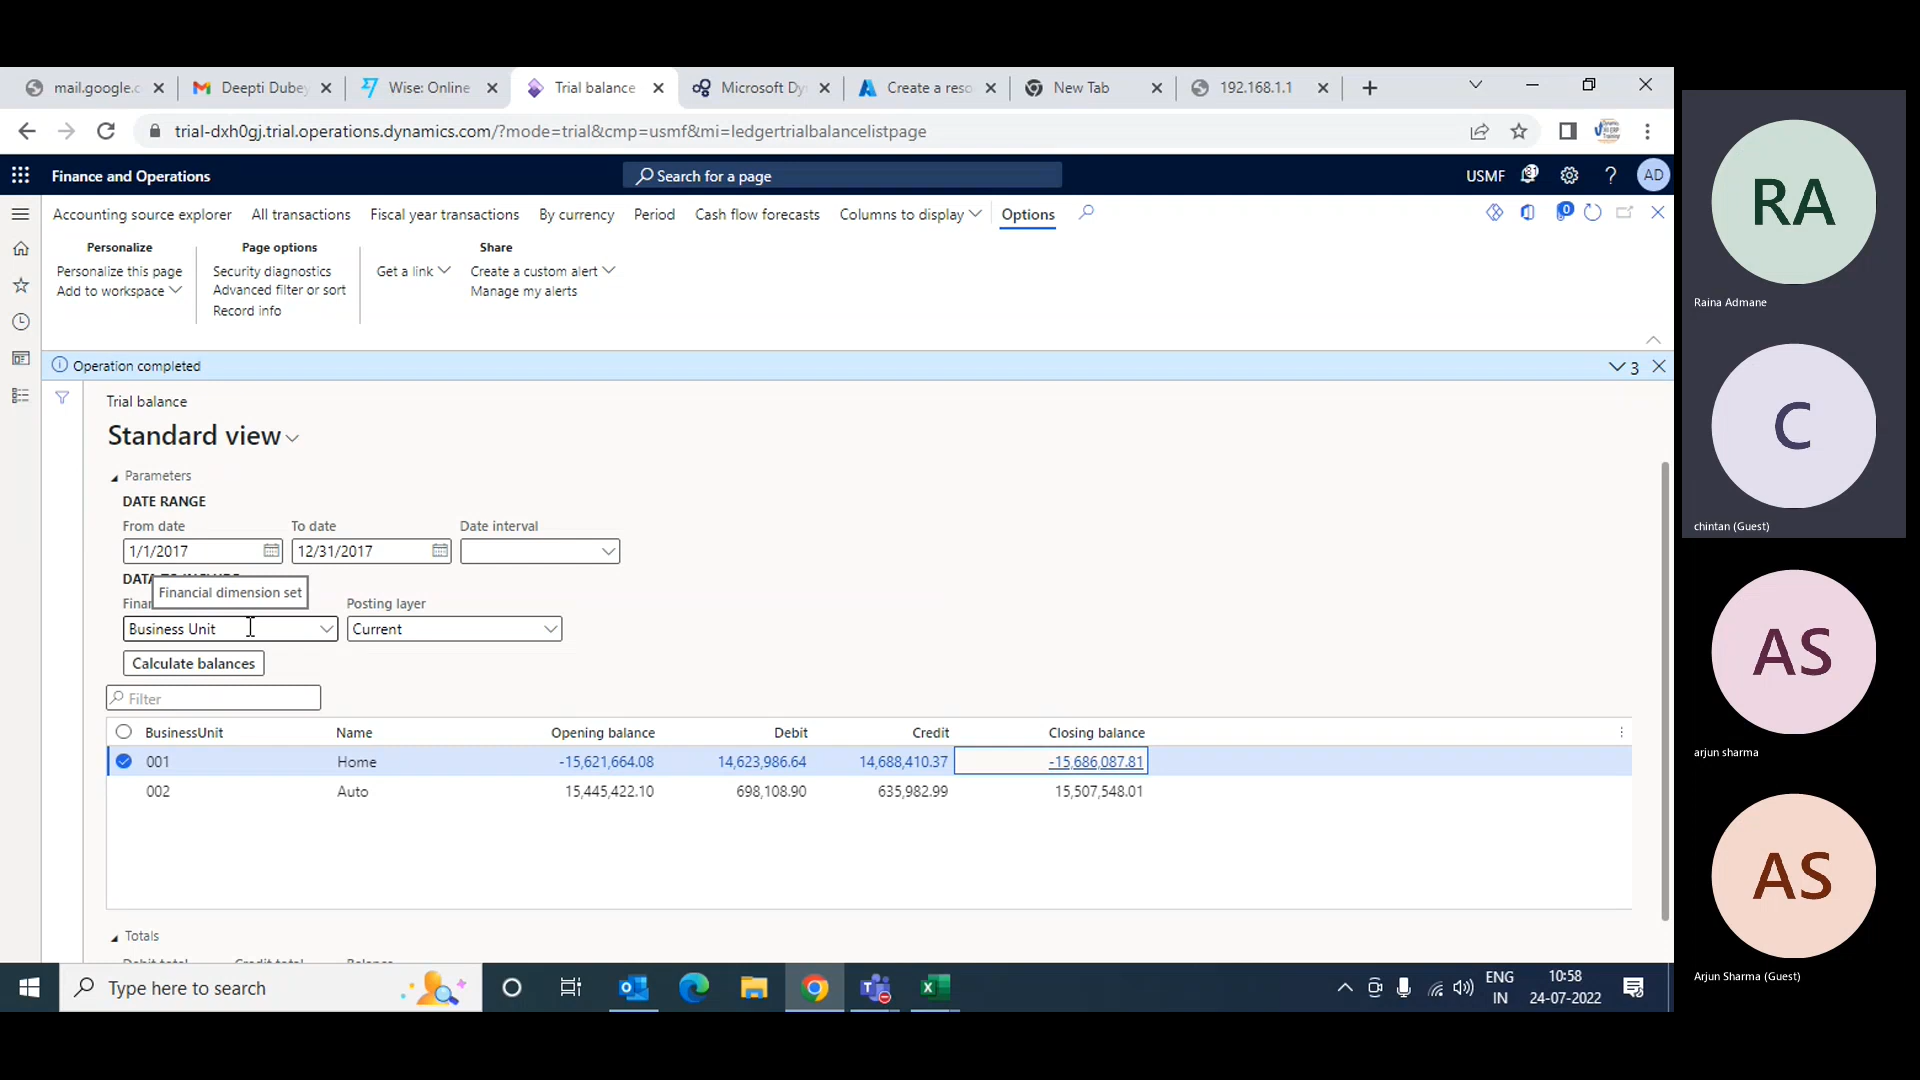 mail.google.c
Deepti Dubey
Wise: Online
Trial balance
Microsoft Dy
Create a reso
New Tab
192.168.1.1
trial-dxh0gj.trial.operations.dynamics.com/?mode=trial&cmp=usmf&mi=ledgertrialbalancelistpage
Finance and Operations
Search for a page
USMF
AD
Accounting source explorer
All transactions
Fiscal year transactions
By currency
Period
Cash flow forecasts
Columns to display
Options
0
Personalize
Page options
Share
Personalize this page
Security diagnostics
Get a link
Create a custom alert
Add to workspace
Advanced filter or sort
Manage my alerts
Record info
Operation completed
3
Trial balance
Standard view
Parameters
DATE RANGE
From date
To date
Date interval
1/1/2017
12/31/2017
Financial dimension set
Posting layer
Business Unit
Current
Calculate balances
Filter
BusinessUnit Name Opening balance Debit Credit Closing balance
001 Home -15,621,664.08 14,623,986.64 14,688,410.37 -15,686,087.81
002 Auto 15,445,422.10 698,108.90 635,982.99 15,507,548.01
Totals
Debit total Credit total Balance
Type here to search
ENG
IN
10:58
24-07-2022
RA
Raina Admane
C
chintan (Guest)
AS
arjun sharma
AS
Arjun Sharma (Guest)